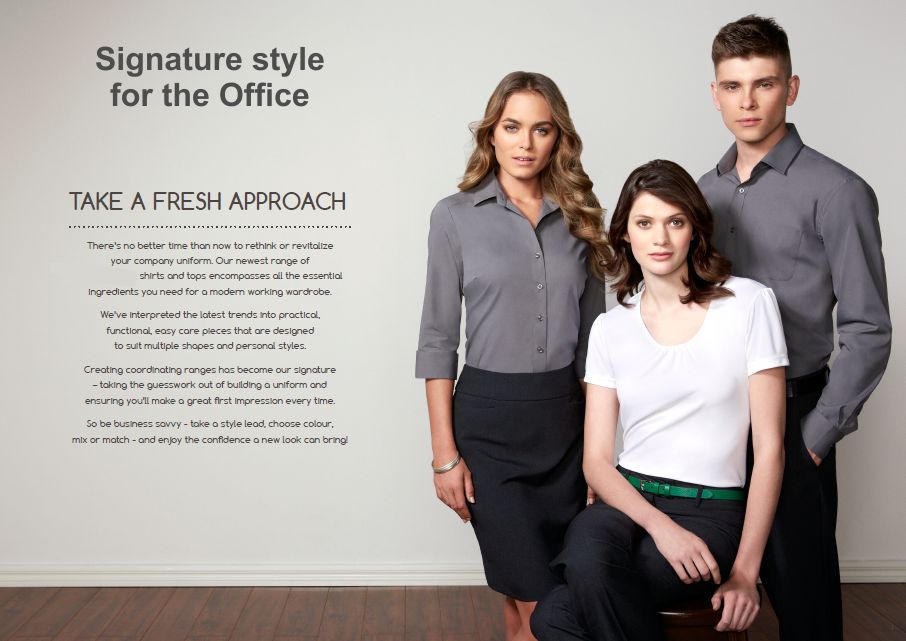 Signature style
for the Office
TAKE A FRESH APPROACH
There's no better time than now to rethink or revitalize
your company uniform. Our newest range of
shirts and tops encompasses all the essential
ingredients you need for a modern working wardrobe.
We've interpreted the latest trends into practical,
functional, easy care pieces that are designed
to suit multiple shapes and personal styles.
Creating coordinating ranges has become our signature
– taking the guesswork out of building a uniform and
ensuring you'll make a great first impression every time.
So be business savvy - take a style lead, choose colour,
mix or match - and enjoy the confidence a new look can bring!